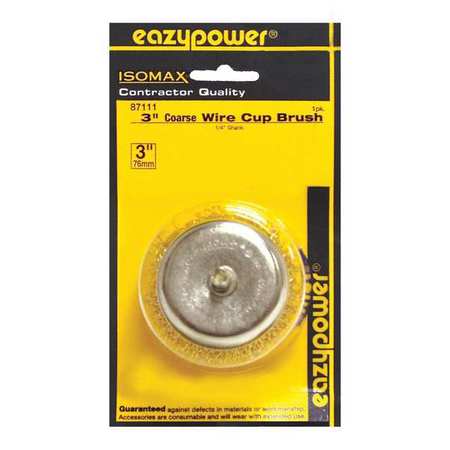 eazypower®
ISOMAX
Contractor Quality
87111
1pk.
3" Coarse Wire Cup Brush
1/4" Shank
3"
76mm
eazypower®
Guaranteed against defects in materials or workmanship.
Accessories are consumable and will wear with extended use.